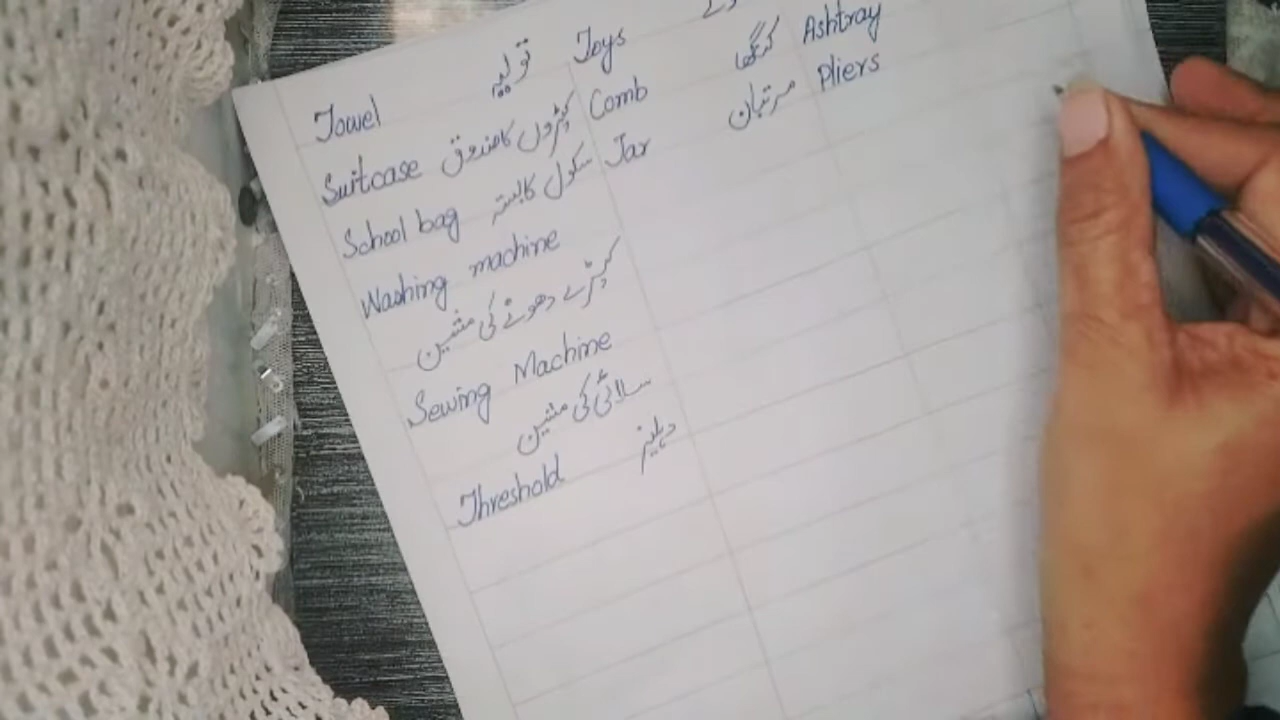 Towel تولیہ
Suitcase کپڑوں کا صندوق
School bag سکول کا بستہ
Washing machine
کپڑے دھونے کی مشین
Sewing Machine
سلائی کی مشین
Threshold دہلیز
Toys
Comb کنگھا
Jar مرتبان
Ashtray
Pliers